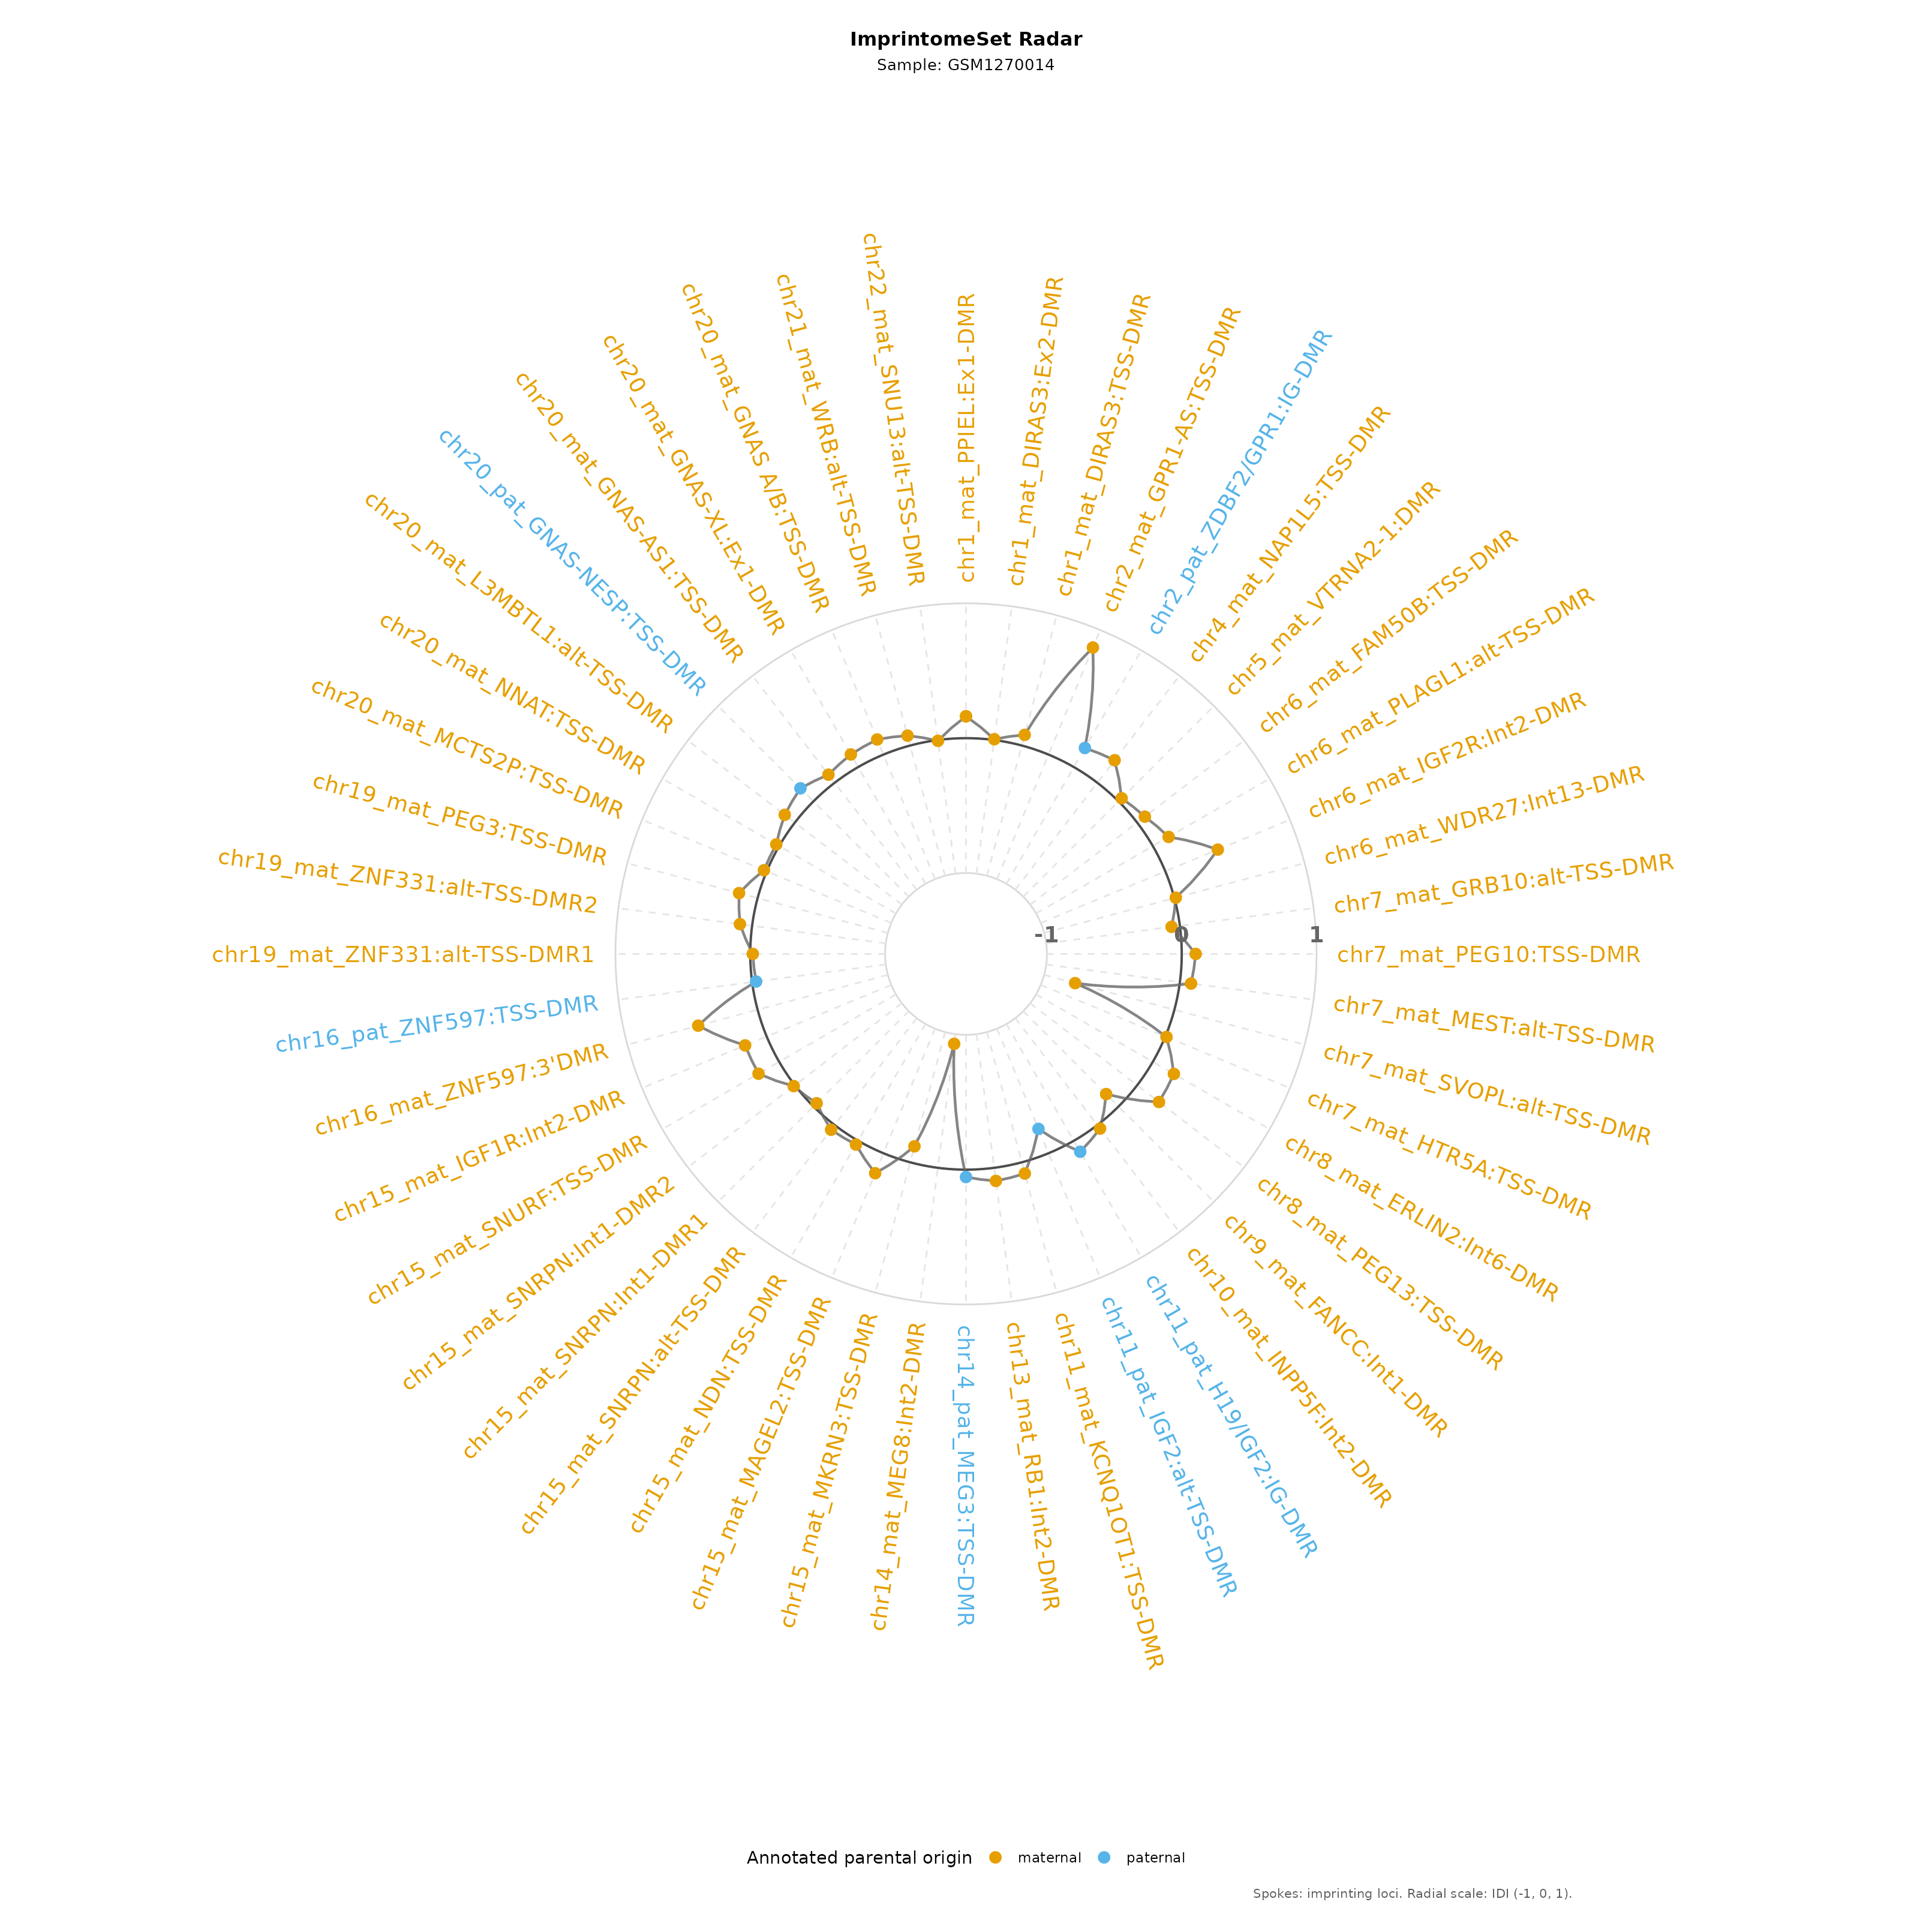 ImprintomeSet Radar
Sample: GSM1270014
chr1_mat_PPIEL:Ex1-DMR
chr1_mat_DIRAS3:Ex2-DMR
chr1_mat_DIRAS3:TSS-DMR
chr2_mat_GPR1-AS:TSS-DMR
chr2_pat_ZDBF2/GPR1:IG-DMR
chr4_mat_NAP1L5:TSS-DMR
chr5_mat_VTRNA2-1:DMR
chr6_mat_FAM50B:TSS-DMR
chr6_mat_PLAGL1:alt-TSS-DMR
chr6_mat_IGF2R:Int2-DMR
chr6_mat_WDR27:Int13-DMR
chr7_mat_GRB10:alt-TSS-DMR
chr7_mat_PEG10:TSS-DMR
chr7_mat_MEST:alt-TSS-DMR
chr7_mat_SVOPL:alt-TSS-DMR
chr7_mat_HTR5A:TSS-DMR
chr8_mat_ERLIN2:Int6-DMR
chr8_mat_PEG13:TSS-DMR
chr9_mat_FANCC:Int1-DMR
chr10_mat_INPP5F:Int2-DMR
chr11_pat_H19/IGF2:IG-DMR
chr11_pat_IGF2:alt-TSS-DMR
chr11_mat_KCNQ1OT1:TSS-DMR
chr13_mat_RB1:Int2-DMR
chr14_pat_MEG3:TSS-DMR
chr14_mat_MEG8:Int2-DMR
chr15_mat_MKRN3:TSS-DMR
chr15_mat_MAGEL2:TSS-DMR
chr15_mat_NDN:TSS-DMR
chr15_mat_SNRPN:alt-TSS-DMR
chr15_mat_SNRPN:Int1-DMR1
chr15_mat_SNRPN:Int1-DMR2
chr15_mat_SNURF:TSS-DMR
chr15_mat_IGF1R:Int2-DMR
chr16_mat_ZNF597:3'DMR
chr16_pat_ZNF597:TSS-DMR
chr19_mat_ZNF331:alt-TSS-DMR1
chr19_mat_ZNF331:alt-TSS-DMR2
chr19_mat_PEG3:TSS-DMR
chr20_mat_MCTS2P:TSS-DMR
chr20_mat_NNAT:TSS-DMR
chr20_mat_L3MBTL1:alt-TSS-DMR
chr20_pat_GNAS-NESP:TSS-DMR
chr20_mat_GNAS-AS1:TSS-DMR
chr20_mat_GNAS-XL:Ex1-DMR
chr20_mat_GNAS A/B:TSS-DMR
chr21_mat_WRB:alt-TSS-DMR
chr22_mat_SNU13:alt-TSS-DMR
-1 0 1
Annotated parental origin maternal paternal
Spokes: imprinting loci. Radial scale: IDI (-1, 0, 1).